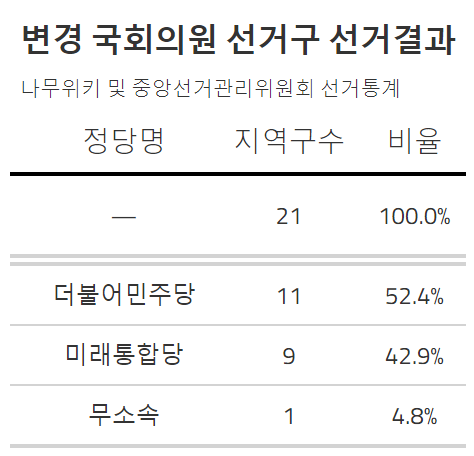 변경 국회의원 선거구 선거결과
나무위키 및 중앙선거관리위원회 선거통계
정당명 지역구수 비율
— 21 100.0%
더불어민주당 11 52.4%
미래통합당 9 42.9%
무소속 1 4.8%